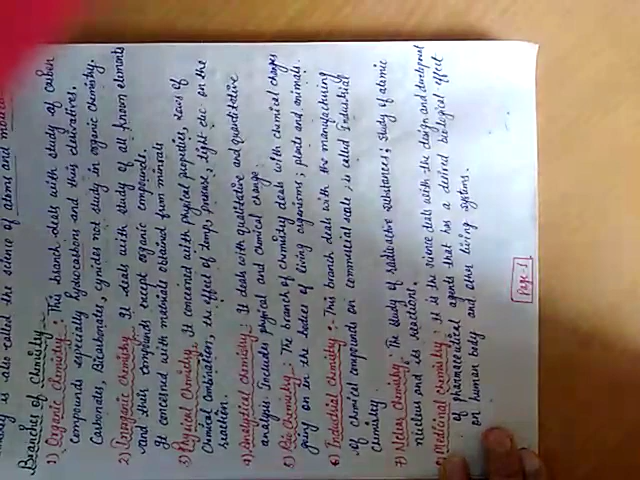 is also called the science of atoms and
Branches of Chemistry :-
1) Organic Chemistry :- This branch deals with study of carbon
compounds especially hydrocarbons and their derivatives.
Carbonates, Bicarbonates, cynides not study in organic chemistry.
2) Inorganic Chemistry It deals with study of all known elements
and their compounds except organic compounds.
It concerned with materials obtained from minerals
3) Physical Chemistry. It concerned with physical properties, laws of
Chemical Combination, the effect of temp, pressure, light etc on the
reaction.
4) Analytical Chemistry : It deals with qualitative and quantitative
analysis Includes physical and chemical change.
5) Bio Chemistry : The branch of chemistry deals with chemical changes
going on in the bodies of living organisms; plants and animals.
6) Industrial Chemistry :- This branch deals with the manufacturing
of chemical compounds on commercial scale, is called Industrial
Chemistry.
7) Chemistry : The study of radioactive substances; study of atomic
nucleus and its reactions.
Medicinal chemistry : It is the science deals with the design and
of pharmaceutical agents that has a desired biological effect
on human body and other living systems.
Page-1